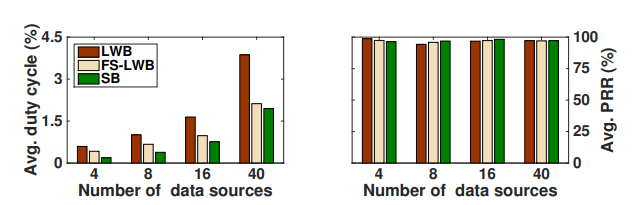 Avg. duty cycle (%)
4.5
3
1.5
0
LWB
FS-LWB
SB
4 8 16 40
Number of data sources
100
75
50
25
0
Avg. PRR (%)
4 8 16 40
Number of data sources